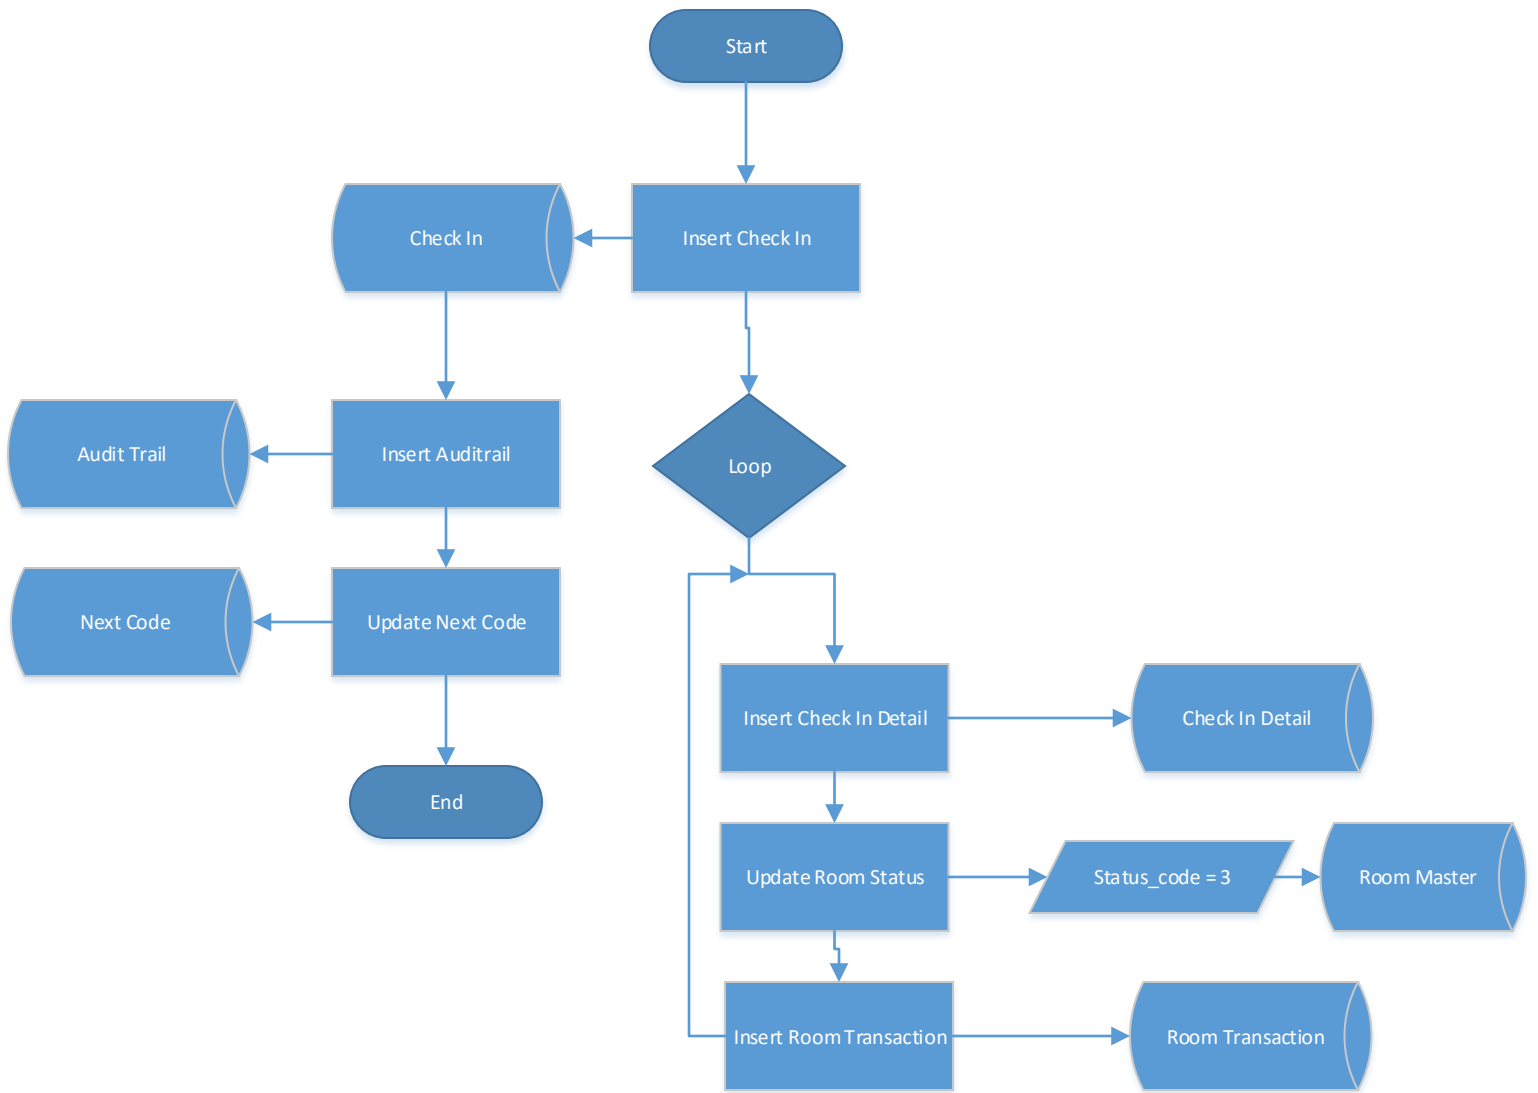 Start
Check In
Insert Check In
Audit Trail
Insert Auditrail
Loop
Next Code
Update Next Code
Insert Check In Detail
Check In Detail
End
Update Room Status
Status_code = 3
Room Master
Insert Room Transaction
Room Transaction